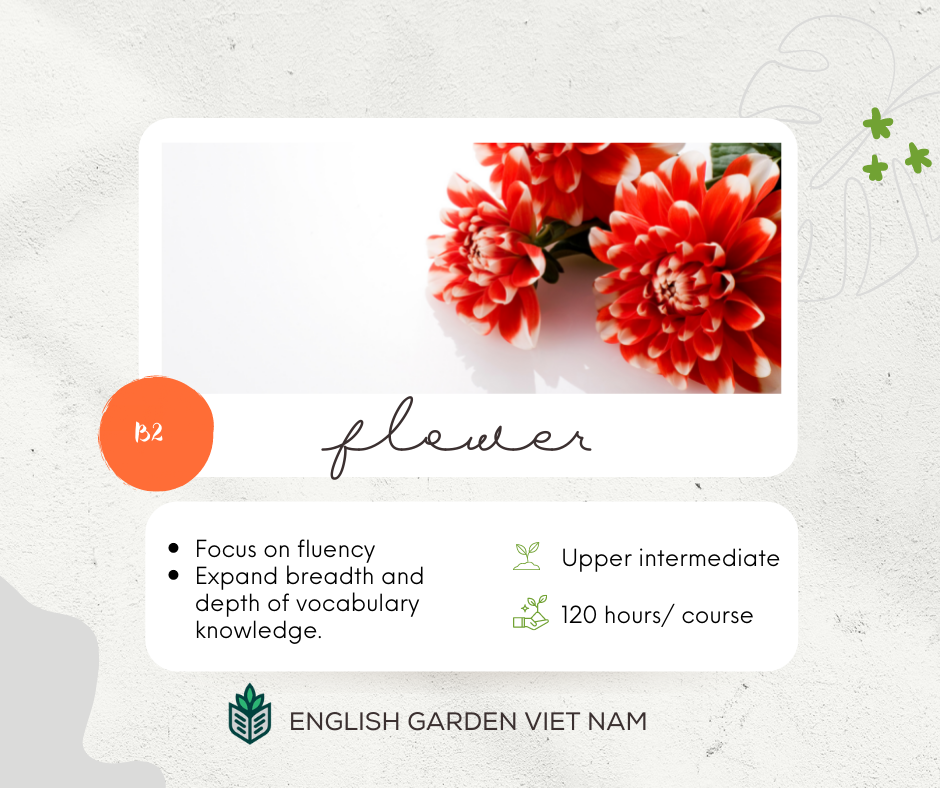 B2
flower
Focus on fluency
Expand breadth and
depth of vocabulary
knowledge.
Upper intermediate
120 hours/ course
ENGLISH GARDEN VIET NAM